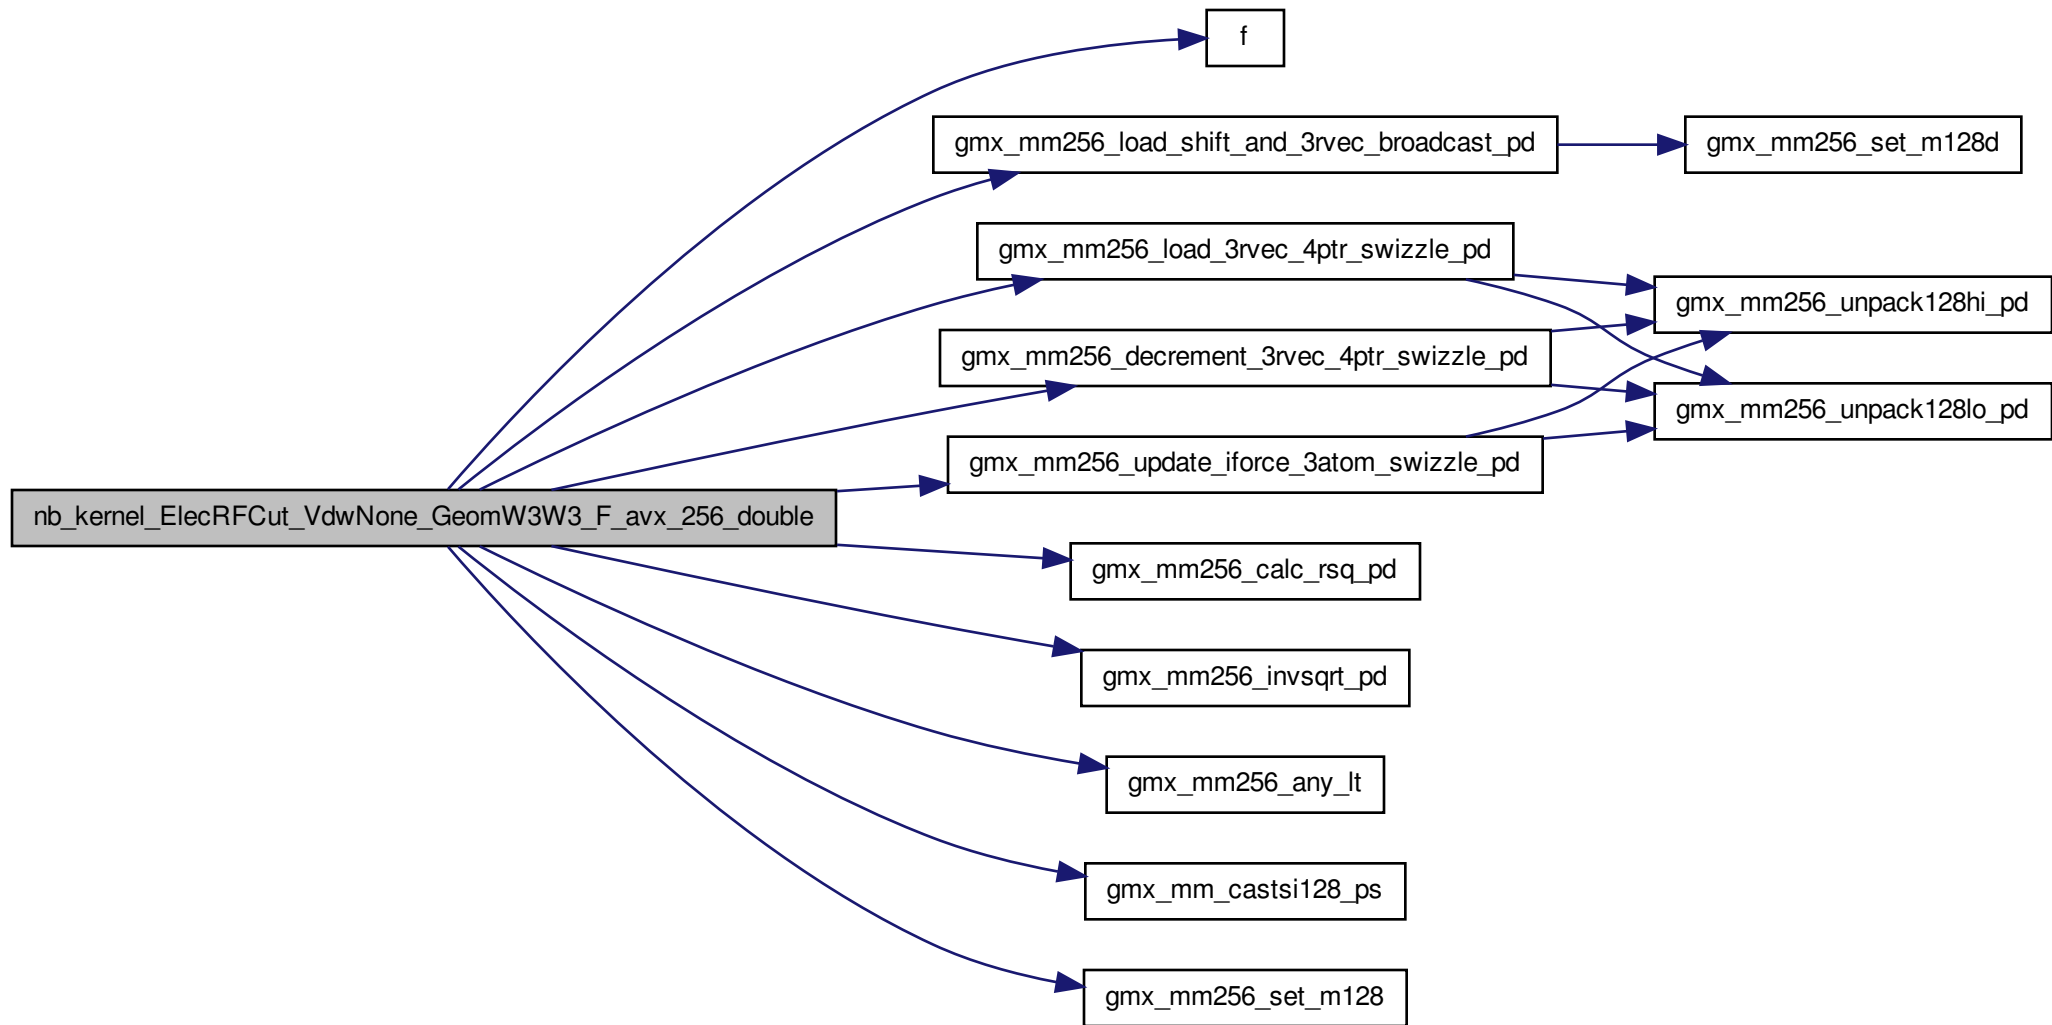 f
gmx_mm256_load_shift_and_3rvec_broadcast_pd
gmx_mm256_set_m128d
gmx_mm256_load_3rvec_4ptr_swizzle_pd
gmx_mm256_unpack128hi_pd
gmx_mm256_decrement_3rvec_4ptr_swizzle_pd
gmx_mm256_unpack128lo_pd
gmx_mm256_update_iforce_3atom_swizzle_pd
nb_kernel_ElecRFCut_VdwNone_GeomW3W3_F_avx_256_double
gmx_mm256_calc_rsq_pd
gmx_mm256_invsqrt_pd
gmx_mm256_any_lt
gmx_mm_castsi128_ps
gmx_mm256_set_m128